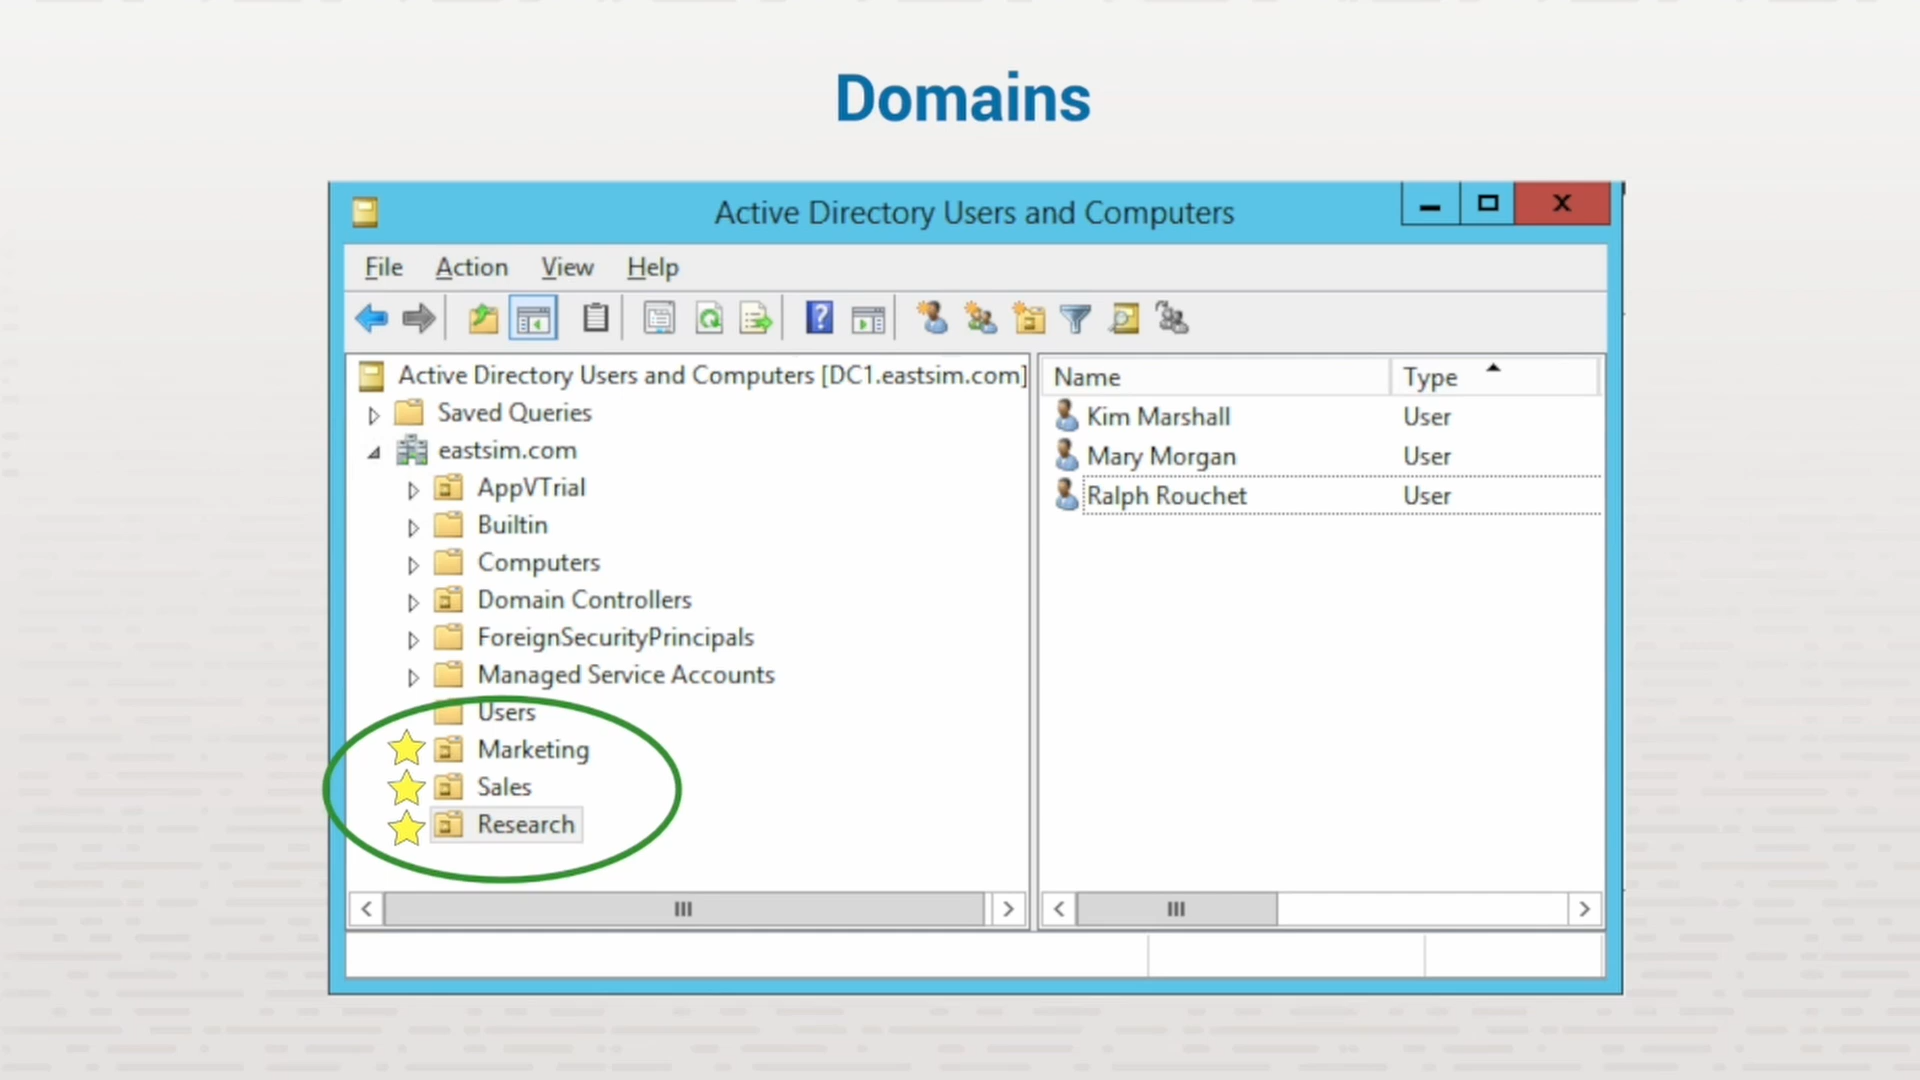 Domains
Active Directory Users and Computers
X
File Action View Help
Active Directory Users and Computers [DC1.eastsim.com]
Saved Queries
eastsim.com
AppVTrial
Builtin
Computers
Domain Controllers
ForeignSecurityPrincipals
Managed Service Accounts
Users
Marketing
Sales
Research
Name Type
Kim Marshall User
Mary Morgan User
Ralph Rouchet User